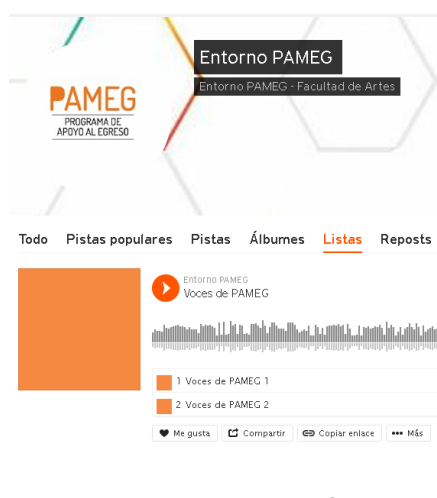 Entorno PAMEG
Entorno PAMEG - Facultad de Artes
PAMEG
PROGRAMA DE
APOYO AL EGRESO
Todo Pistas populares Pistas Álbumes Listas Reposts
Entorno PAMEG
Voces de PAMEG
1 Voces de PAMEG 1
2 Voces de PAMEG 2
Me gusta Compartir Copiar enlace Más